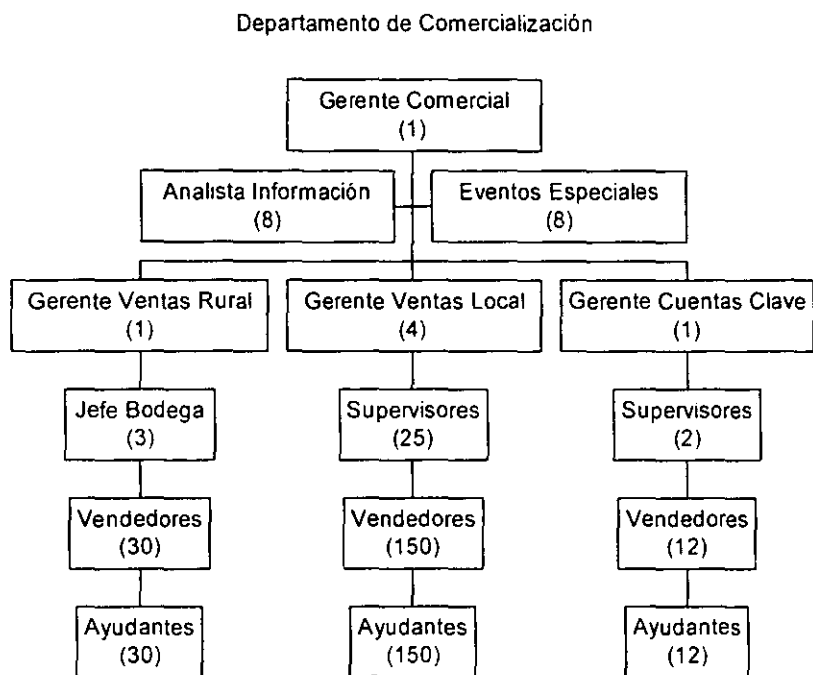 Departamento de Comercialización
Gerente Comercial
(1)
Analista Información
(8)
Eventos Especiales
(8)
Gerente Ventas Rural
(1)
Gerente Ventas Local
(4)
Gerente Cuentas Clave
(1)
Jefe Bodega
(3)
Supervisores
(25)
Supervisores
(2)
Vendedores
(30)
Vendedores
(150)
Vendedores
(12)
Ayudantes
(30)
Ayudantes
(150)
Ayudantes
(12)